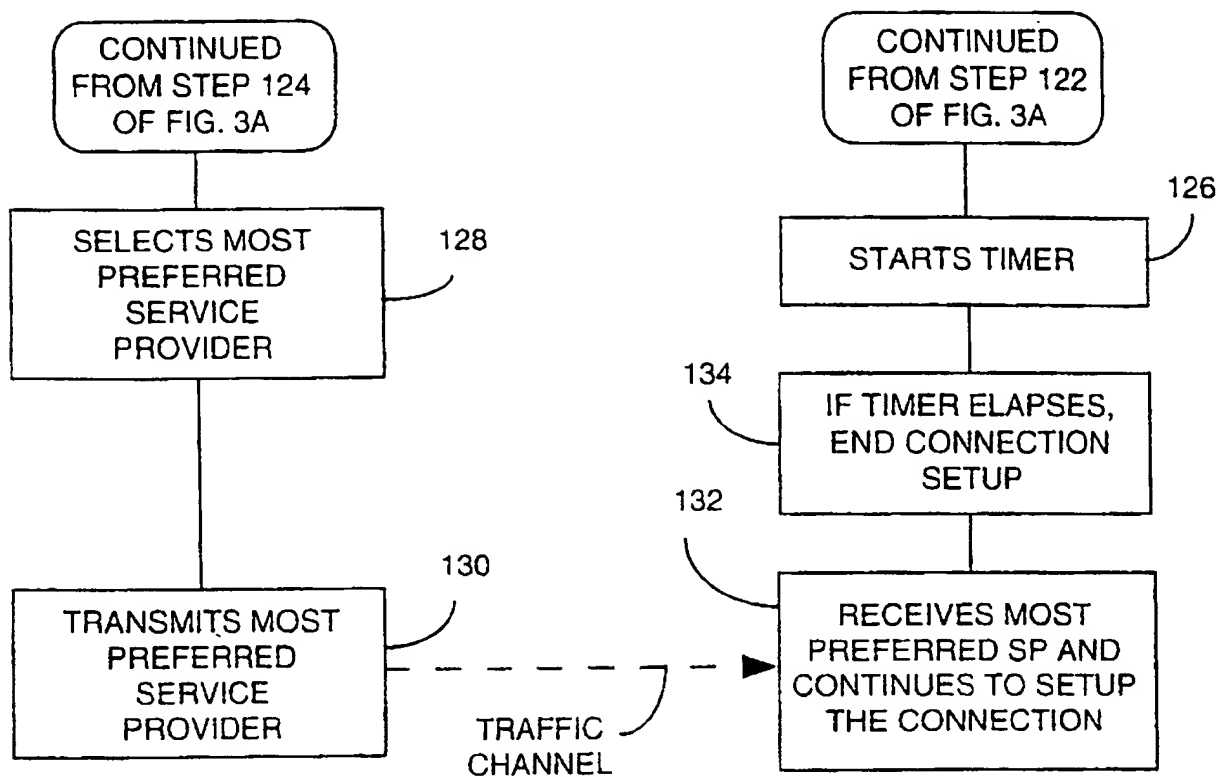 CONTINUED
FROM STEP 124
OF FIG. 3A
SELECTS MOST
PREFERRED
SERVICE
PROVIDER
128
TRANSMITS MOST
PREFERRED
SERVICE
PROVIDER
130
TRAFFIC
CHANNEL
CONTINUED
FROM STEP 122
OF FIG. 3A
126
STARTS TIMER
134
IF TIMER ELAPSES,
END CONNECTION
SETUP
132
RECEIVES MOST
PREFERRED SP AND
CONTINUES TO SETUP
THE CONNECTION